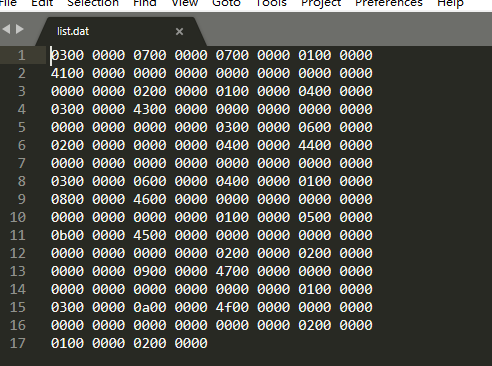 File Edit Selection Find View Goto Tools Project Preferences Help
list.dat ×
1 0300 0000 0700 0000 0700 0000 0100 0000
2 4100 0000 0000 0000 0000 0000 0000 0000
3 0000 0000 0200 0000 0100 0000 0400 0000
4 0300 0000 4300 0000 0000 0000 0000 0000
5 0000 0000 0000 0000 0300 0000 0600 0000
6 0200 0000 0000 0000 0400 0000 4400 0000
7 0000 0000 0000 0000 0000 0000 0000 0000
8 0300 0000 0600 0000 0400 0000 0100 0000
9 0800 0000 4600 0000 0000 0000 0000 0000
10 0000 0000 0000 0000 0100 0000 0500 0000
11 0b00 0000 4500 0000 0000 0000 0000 0000
12 0000 0000 0000 0000 0200 0000 0200 0000
13 0000 0000 0900 0000 4700 0000 0000 0000
14 0000 0000 0000 0000 0000 0000 0100 0000
15 0300 0000 0a00 0000 4f00 0000 0000 0000
16 0000 0000 0000 0000 0000 0000 0200 0000
17 0100 0000 0200 0000